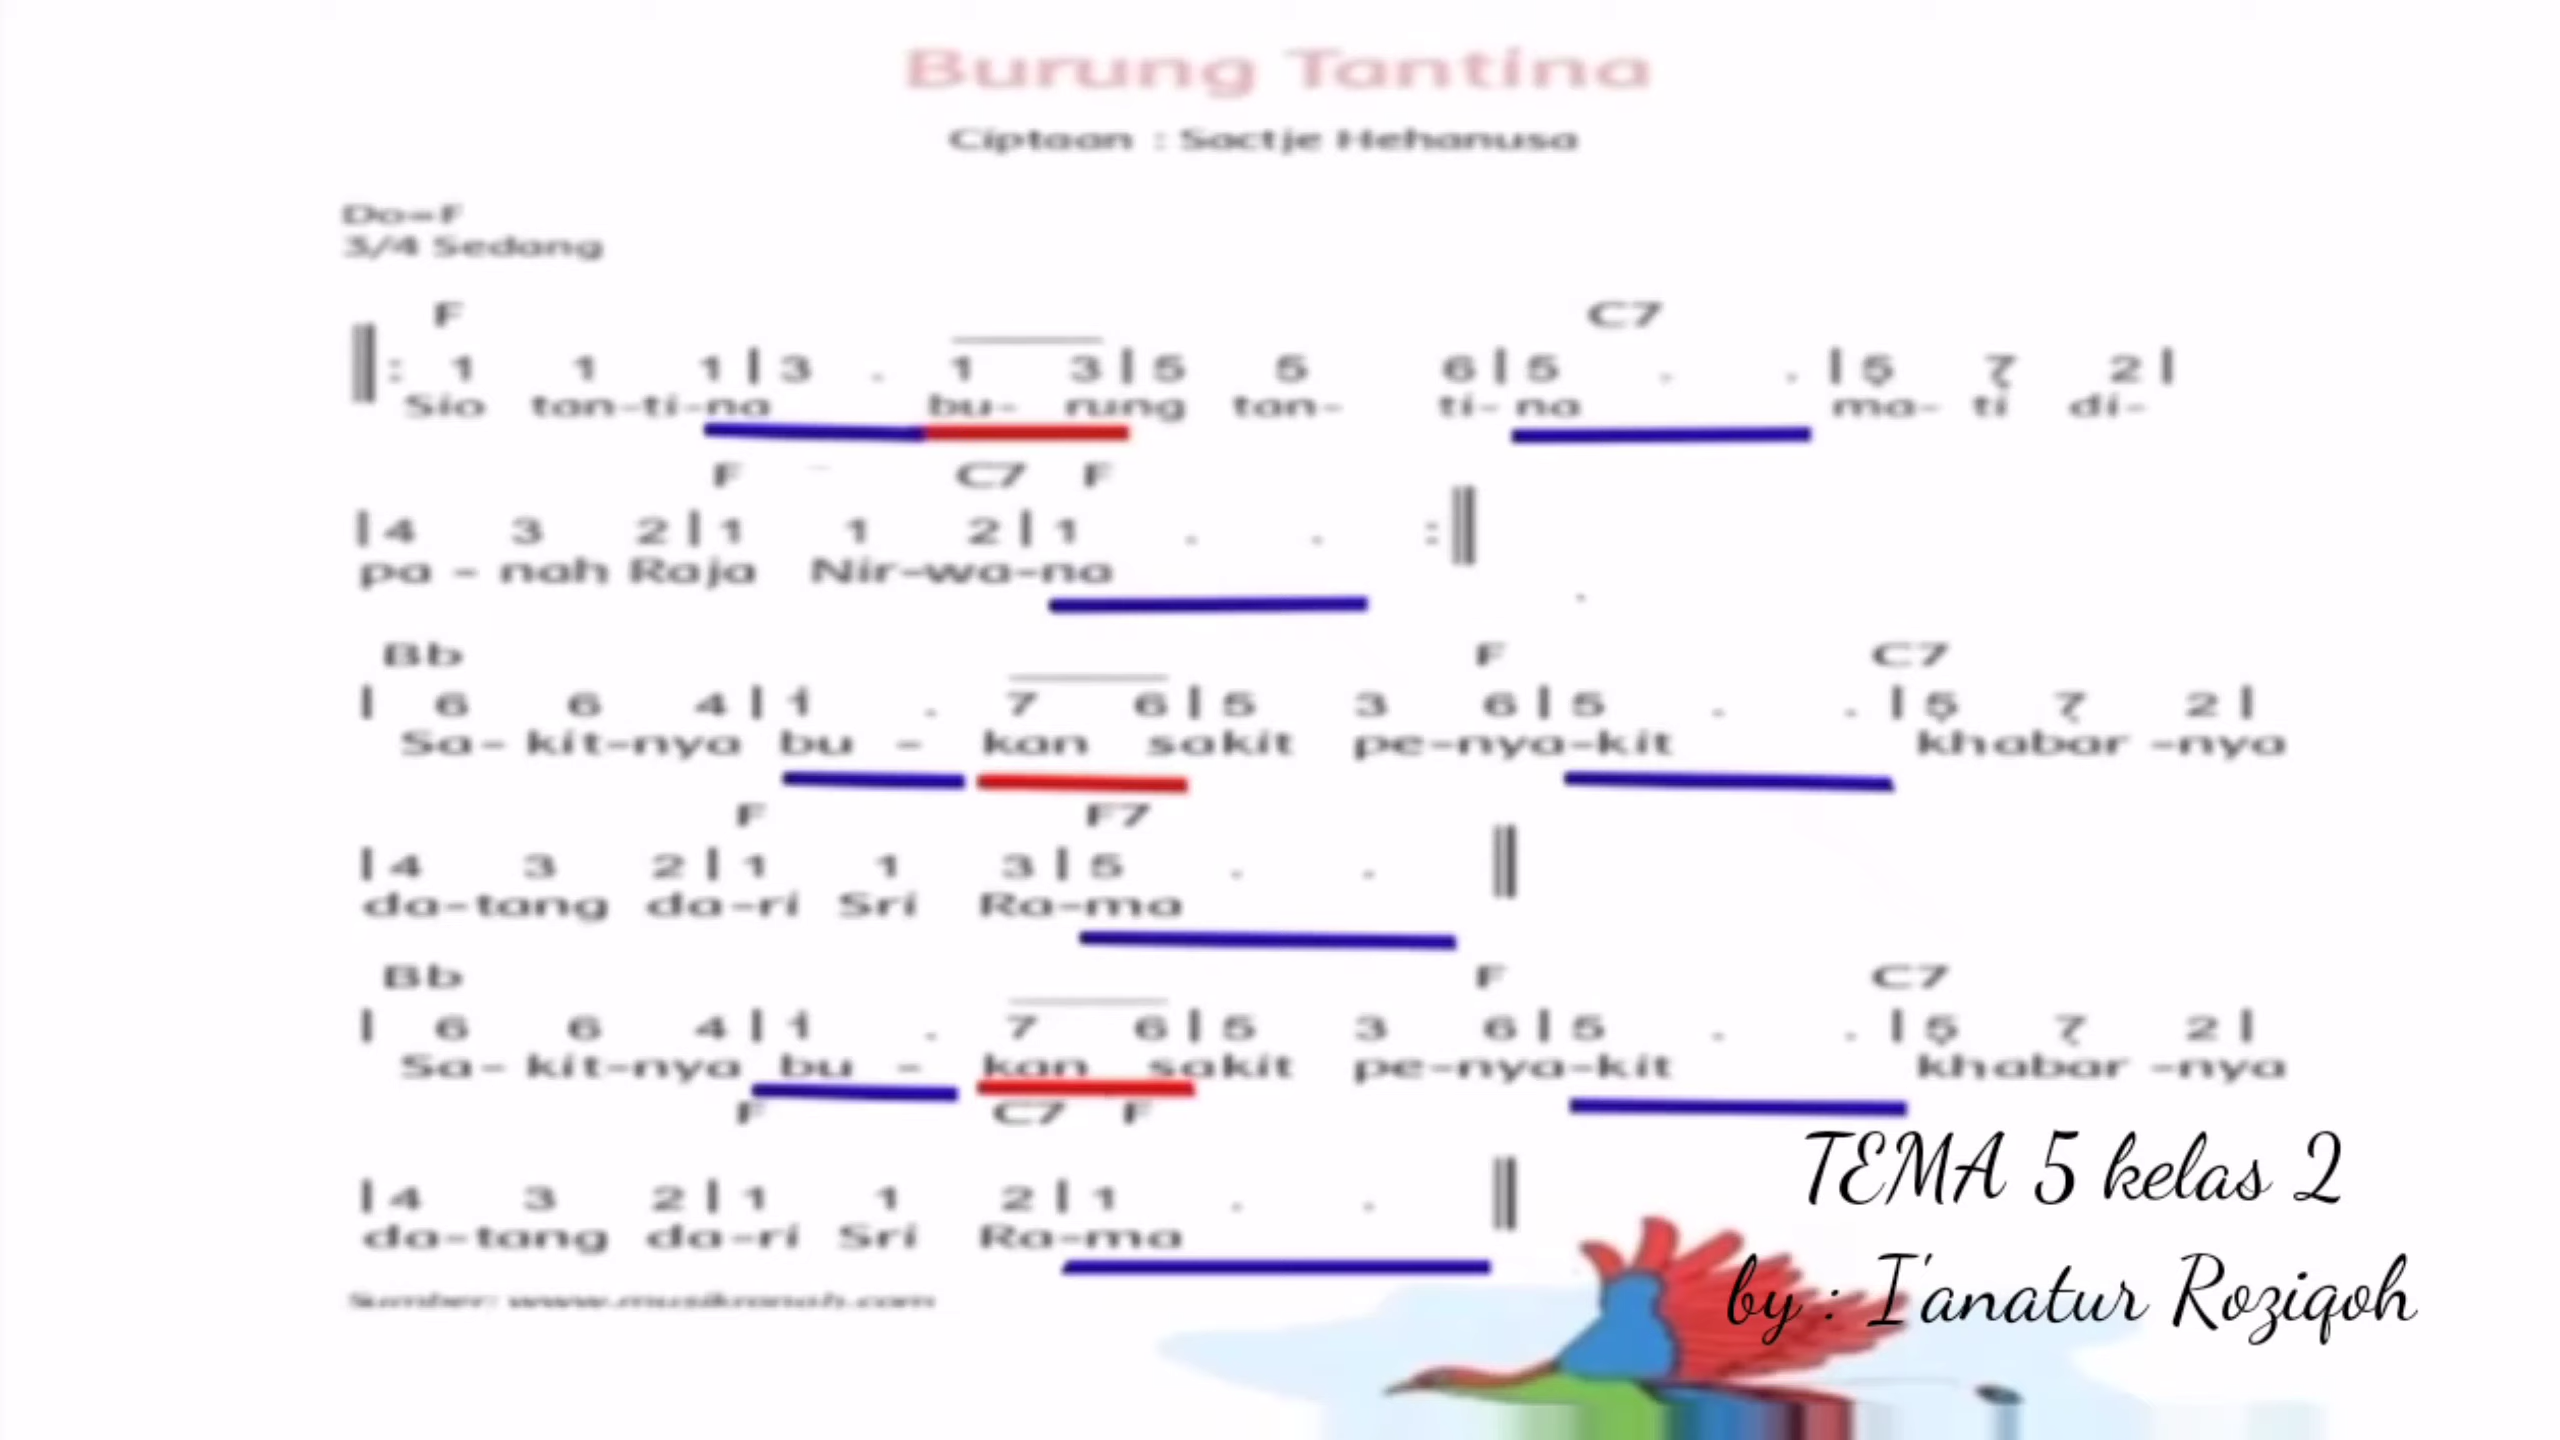 Burung Tantina
Ciptaan : Sactje Hehanusa
Do=F
3/4 Sedang
F C7
‖: 1 1 1 | 3 . 1 3 | 5 5 6 | 5 . . | 5̣ 7̣ 2 |
Sio tan-ti-na bu- rung tan- ti- na ma- ti di-
F C7 F
| 4 3 2 | 1 1 2 | 1 . . :‖
pa - nah Raja Nir-wa-na
Bb F C7
| 6 6 4 | 1̇ . 7 6 | 5 3 6 | 5 . . | 5̣ 7̣ 2 |
Sa- kit-nya bu - kan sakit pe-nya-kit khabar -nya
F F7
| 4 3 2 | 1 1 3 | 5 . . ‖
da-tang da-ri Sri Ra-ma
Bb F C7
| 6 6 4 | 1̇ . 7 6 | 5 3 6 | 5 . . | 5̣ 7̣ 2 |
Sa- kit-nya bu - kan sakit pe-nya-kit khabar -nya
F C7 F
| 4 3 2 | 1 1 2 | 1 . . ‖
da-tang da-ri Sri Ra-ma
Sumber: www.musikronah.com
TEMA 5 kelas 2
by : I'anatur Roziqoh